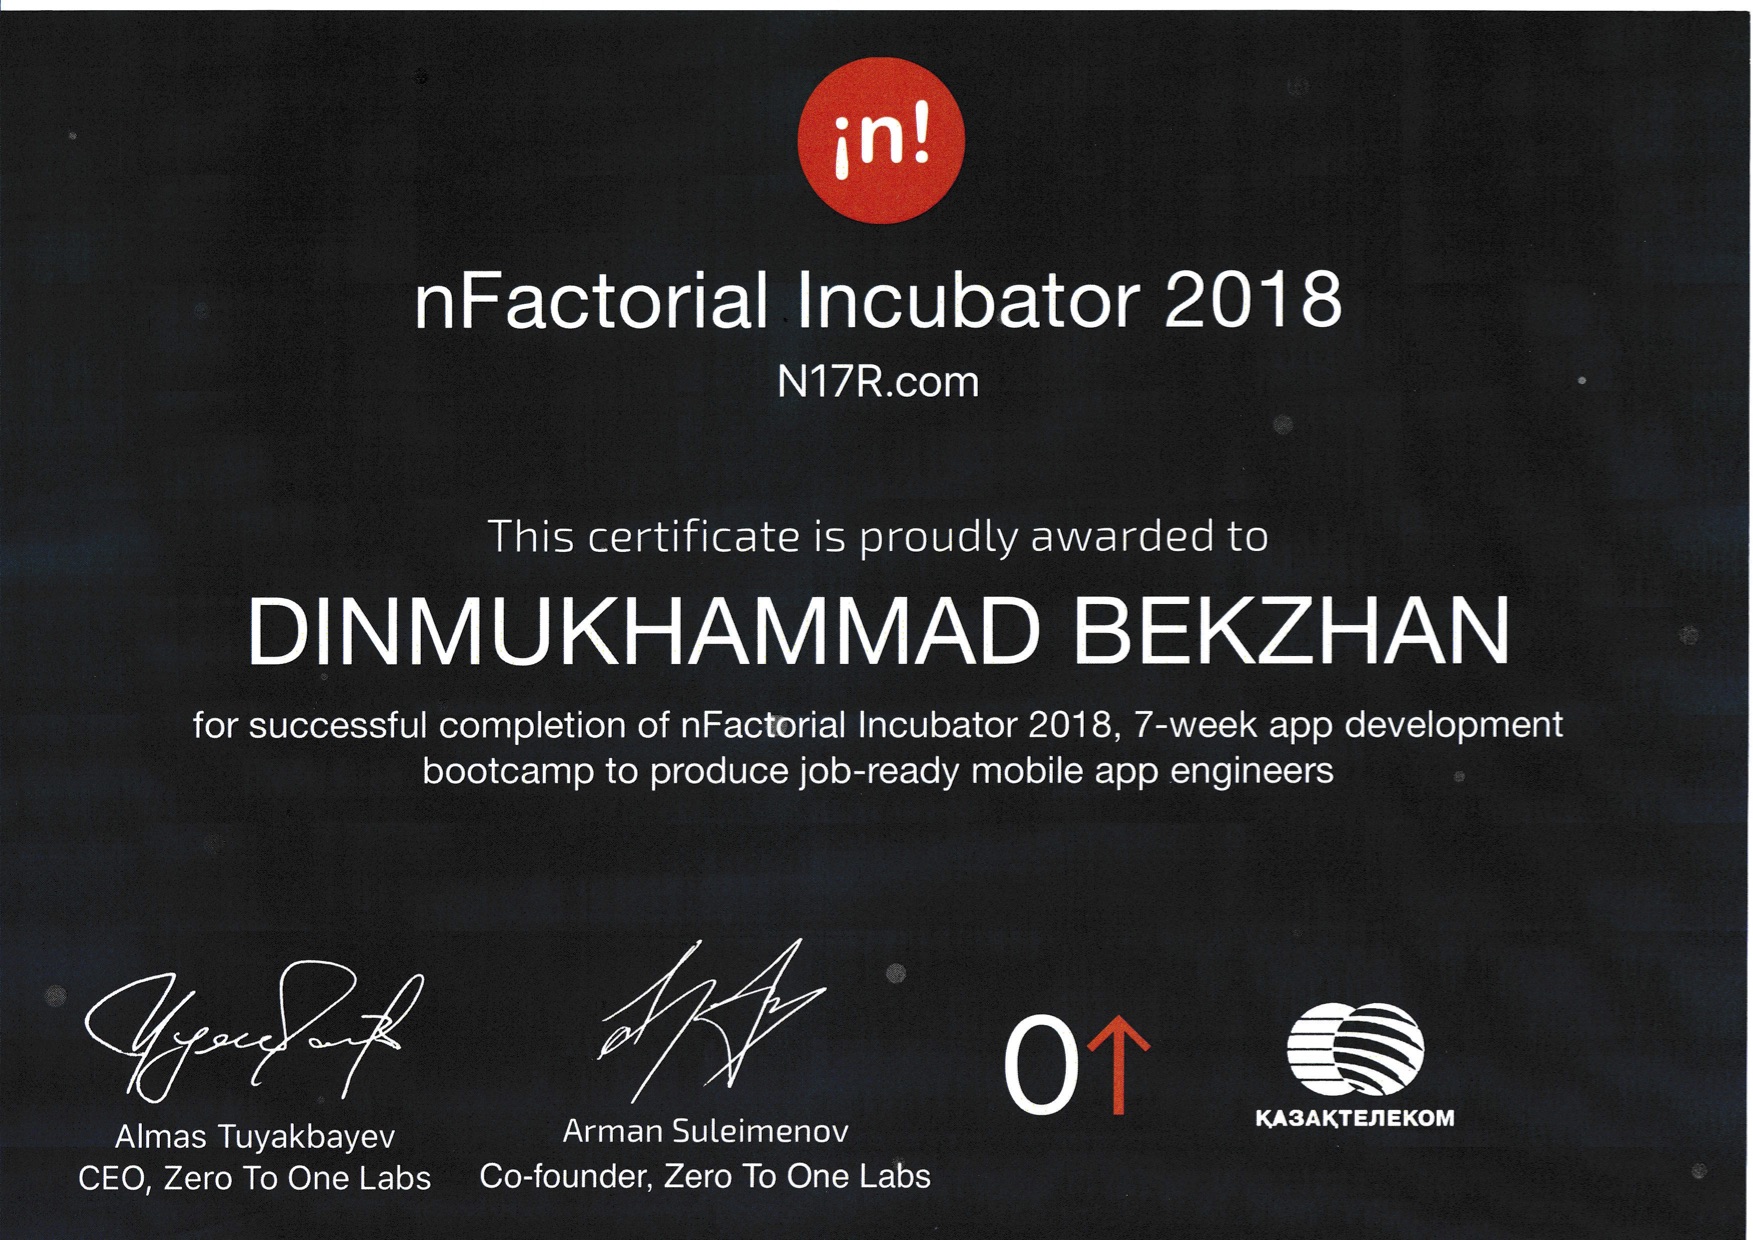 ¡n!
nFactorial Incubator 2018
N17R.com
This certificate is proudly awarded to
DINMUKHAMMAD BEKZHAN
for successful completion of nFactorial Incubator 2018, 7-week app development
bootcamp to produce job-ready mobile app engineers
Almas Tuyakbayev
CEO, Zero To One Labs
Arman Suleimenov
Co-founder, Zero To One Labs
0↑
ҚАЗАҚТЕЛЕКОМ